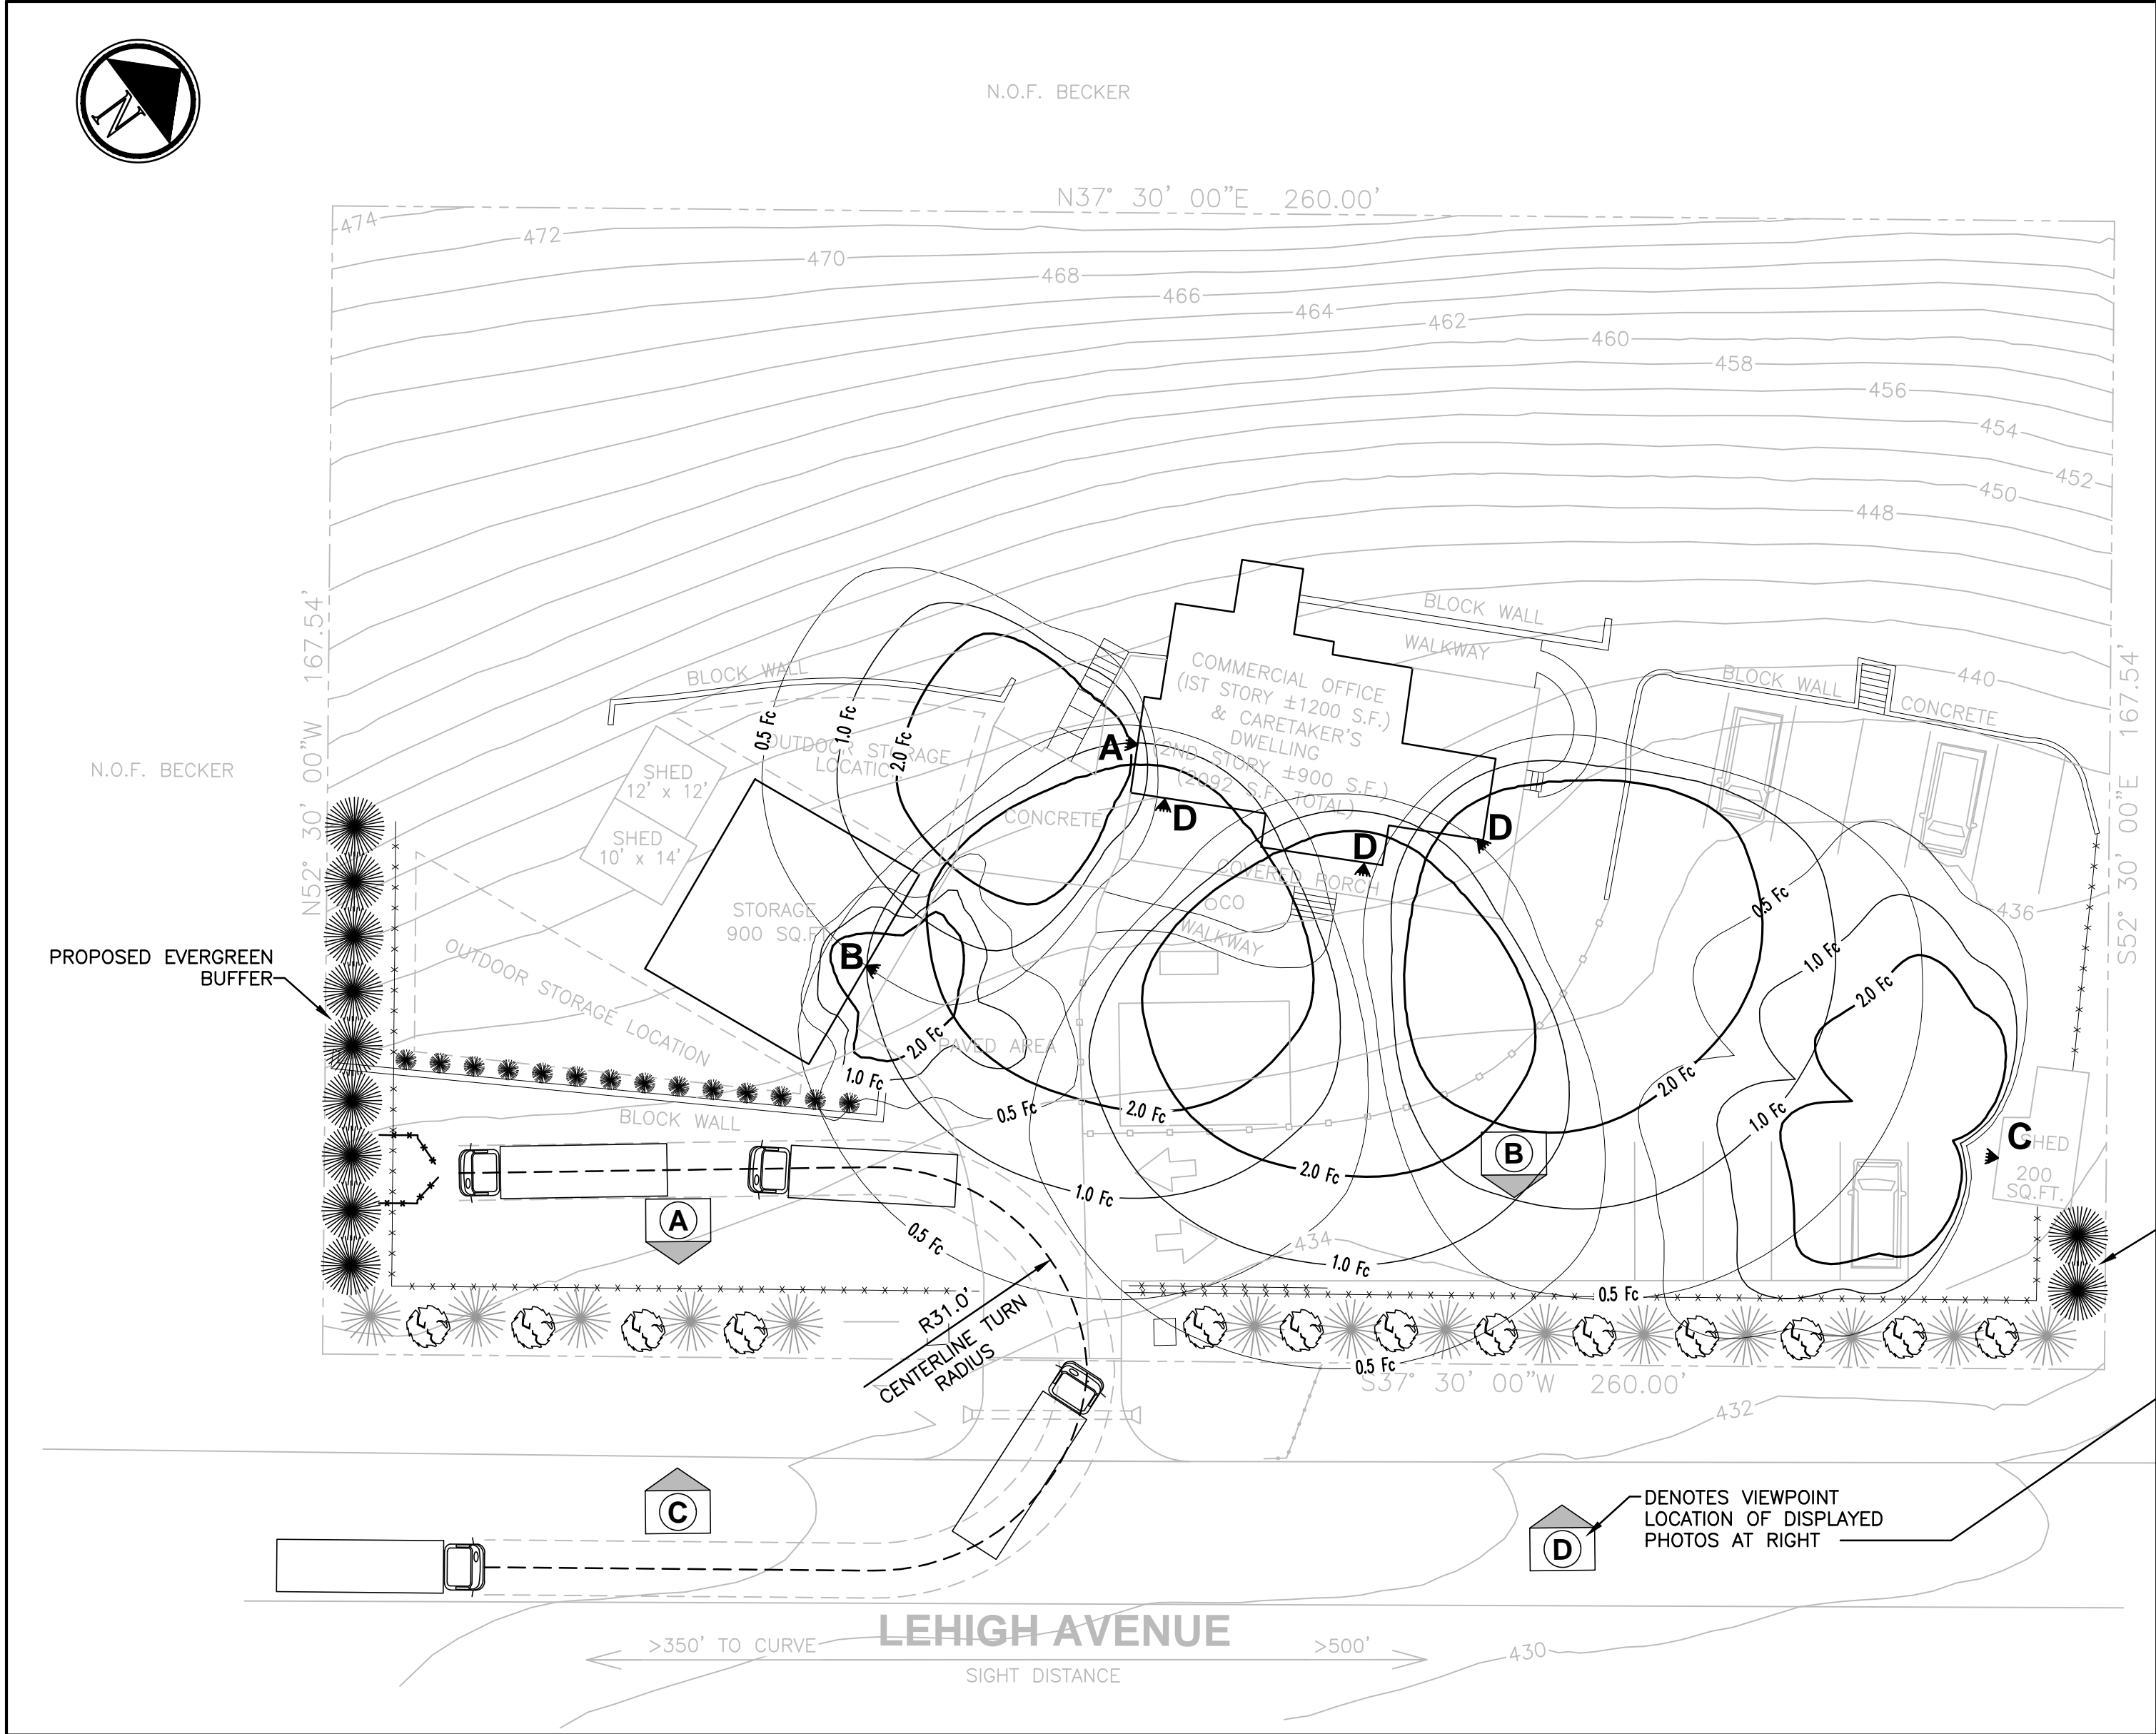 N
N.O.F. BECKER
N37° 30' 00"E 260.00'
474
472
470
468
466
464
462
460
458
456
454
452
450
448
440
436
BLOCK WALL
WALKWAY
COMMERCIAL OFFICE
(IST STORY ±1200 S.F.)
& CARETAKER'S
DWELLING
(2ND STORY ±900 S.F.)
(2092 S.F. TOTAL)
BLOCK WALL
CONCRETE
BLOCK WALL
N52° 30' 00"W 167.54'
S52° 30' 00"E 167.54'
N.O.F. BECKER
0.5 Fc
1.0 Fc
2.0 Fc
OUTDOOR STORAGE
SHED
12' x 12'
SHED
10' x 14'
A
D
D
D
CONCRETE
COVERED PORCH
CO
WALKWAY
STORAGE
900 SQ.F
B
PROPOSED EVERGREEN
BUFFER
OUTDOOR STORAGE LOCATION
PAVED AREA
2.0 Fc
1.0 Fc
0.5 Fc
2.0 Fc
0.5 Fc
1.0 Fc
2.0 Fc
2.0 Fc
1.0 Fc
BLOCK WALL
C
SHED
200
SQ.FT.
B
2.0 Fc
1.0 Fc
0.5 Fc
A
434
1.0 Fc
0.5 Fc
R31.0'
CENTERLINE TURN
RADIUS
0.5 Fc
S37° 30' 00"W 260.00'
432
C
D
DENOTES VIEWPOINT
LOCATION OF DISPLAYED
PHOTOS AT RIGHT
LEHIGH AVENUE
>350' TO CURVE
>500'
SIGHT DISTANCE
430